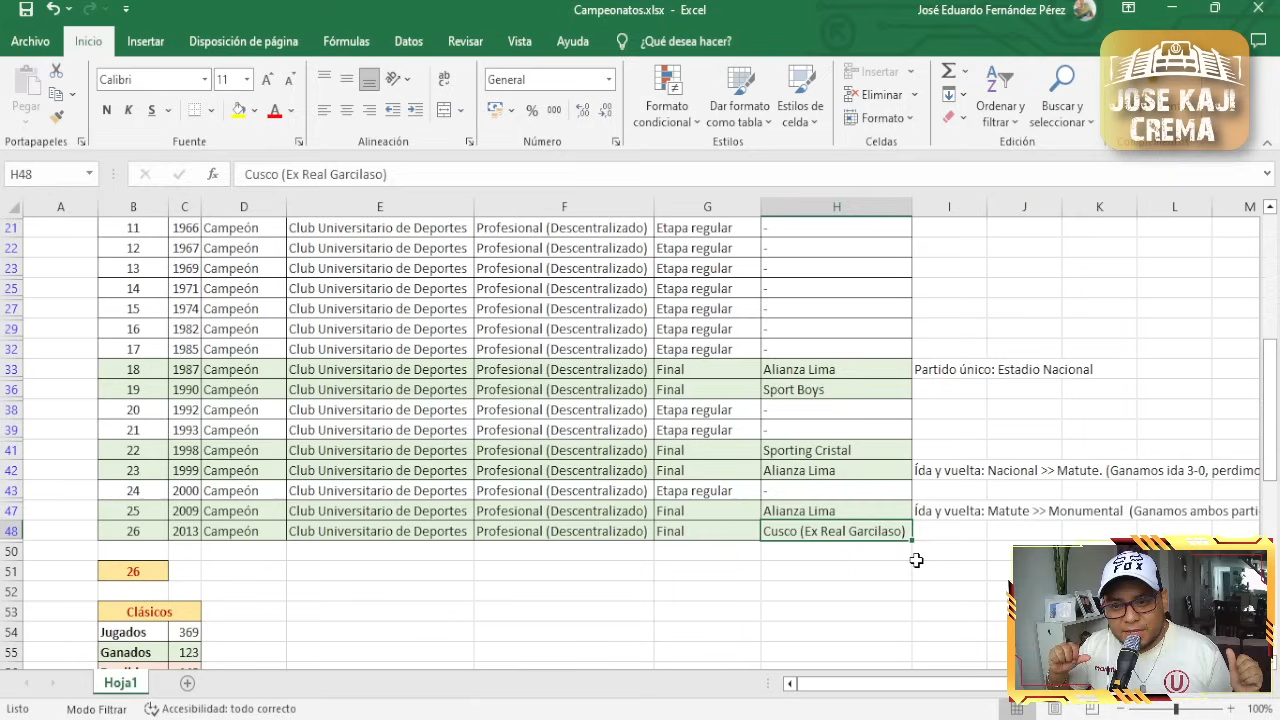 Campeonatos.xlsx - Excel
José Eduardo Fernández Pérez
Archivo Inicio Insertar Disposición de página Fórmulas Datos Revisar Vista Ayuda ¿Qué desea hacer?
JOSE KAJI
CREMA
Pegar
Calibri 11
N K S
General
% 000
Formato condicional
Dar formato como tabla
Estilos de celda
Insertar
Eliminar
Formato
Ordenar y filtrar
Buscar y seleccionar
Portapapeles Fuente Alineación Número Estilos Celdas Edición
H48 fx Cusco (Ex Real Garcilaso)
A B C D E F G H I J K L M
21 11 1966 Campeón Club Universitario de Deportes Profesional (Descentralizado) Etapa regular -
22 12 1967 Campeón Club Universitario de Deportes Profesional (Descentralizado) Etapa regular -
23 13 1969 Campeón Club Universitario de Deportes Profesional (Descentralizado) Etapa regular -
25 14 1971 Campeón Club Universitario de Deportes Profesional (Descentralizado) Etapa regular -
27 15 1974 Campeón Club Universitario de Deportes Profesional (Descentralizado) Etapa regular -
29 16 1982 Campeón Club Universitario de Deportes Profesional (Descentralizado) Etapa regular -
32 17 1985 Campeón Club Universitario de Deportes Profesional (Descentralizado) Etapa regular -
33 18 1987 Campeón Club Universitario de Deportes Profesional (Descentralizado) Final Alianza Lima Partido único: Estadio Nacional
36 19 1990 Campeón Club Universitario de Deportes Profesional (Descentralizado) Final Sport Boys
38 20 1992 Campeón Club Universitario de Deportes Profesional (Descentralizado) Etapa regular -
39 21 1993 Campeón Club Universitario de Deportes Profesional (Descentralizado) Etapa regular -
41 22 1998 Campeón Club Universitario de Deportes Profesional (Descentralizado) Final Sporting Cristal
42 23 1999 Campeón Club Universitario de Deportes Profesional (Descentralizado) Final Alianza Lima Ída y vuelta: Nacional >> Matute. (Ganamos ida 3-0, perdimo
43 24 2000 Campeón Club Universitario de Deportes Profesional (Descentralizado) Etapa regular -
47 25 2009 Campeón Club Universitario de Deportes Profesional (Descentralizado) Final Alianza Lima Ída y vuelta: Matute >> Monumental (Ganamos ambos parti
48 26 2013 Campeón Club Universitario de Deportes Profesional (Descentralizado) Final Cusco (Ex Real Garcilaso)
50
51 26
52
53 Clásicos
54 Jugados 369
55 Ganados 123
FOX
U
Hoja1
Listo Modo Filtrar Accesibilidad: todo correcto 100%